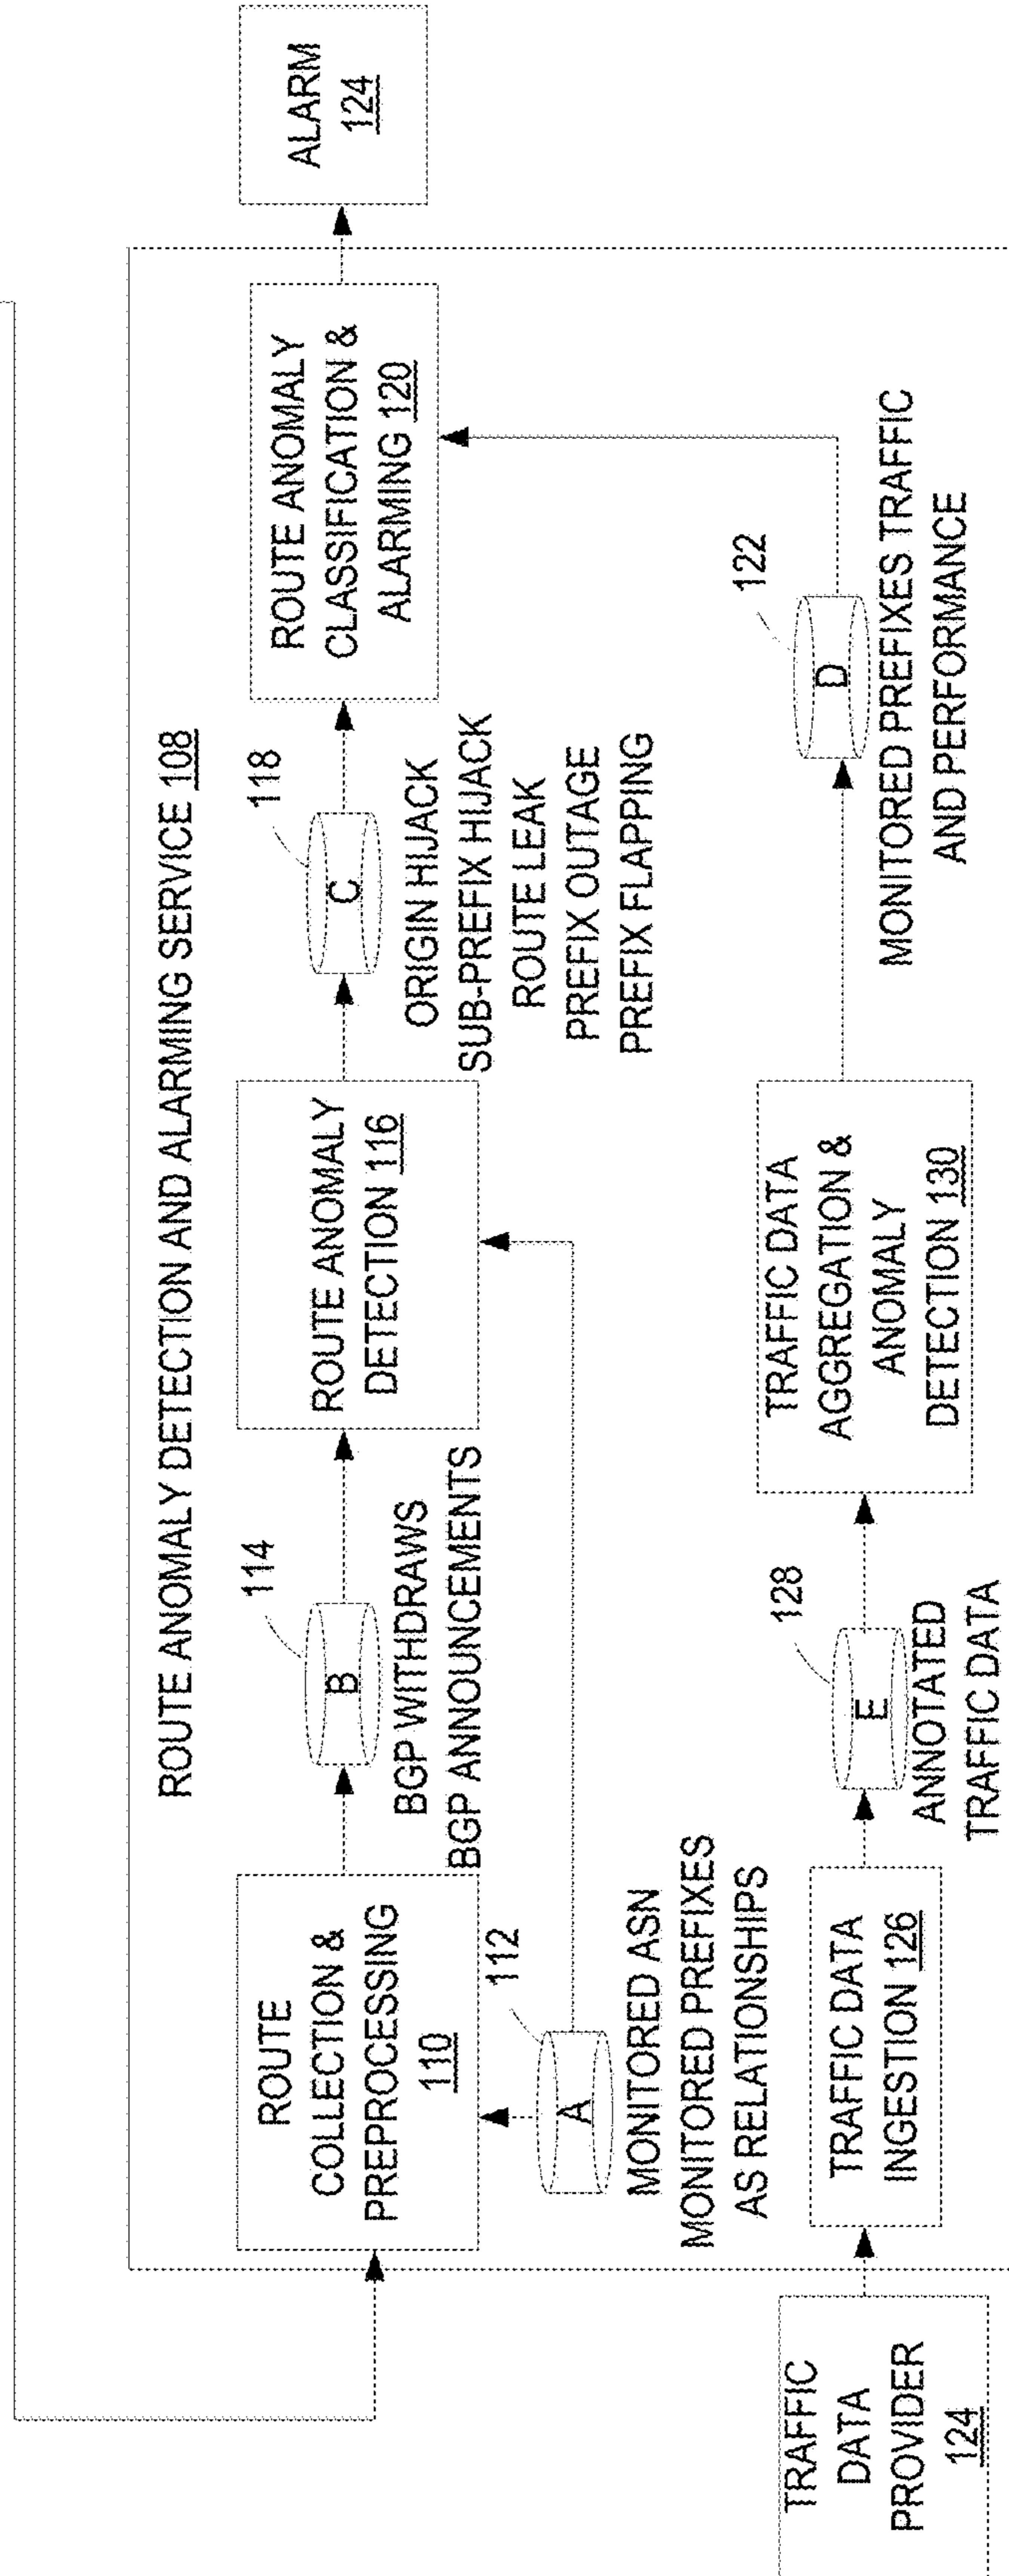 ROUTE ANOMALY DETECTION AND ALARMING SERVICE 108
ROUTE
COLLECTION &
PREPROCESSING
110
114
B
BGP WITHDRAWS
BGP ANNOUNCEMENTS
ROUTE ANOMALY
DETECTION 116
118
C
ORIGIN HIJACK
SUB-PREFIX HIJACK
ROUTE LEAK
PREFIX OUTAGE
PREFIX FLAPPING
ROUTE ANOMALY
CLASSIFICATION &
ALARMING 120
ALARM
124
112
A
MONITORED ASN
MONITORED PREFIXES
AS RELATIONSHIPS
TRAFFIC
DATA
PROVIDER
124
TRAFFIC DATA
INGESTION 126
128
E
ANNOTATED
TRAFFIC DATA
TRAFFIC DATA
AGGREGATION &
ANOMALY
DETECTION 130
122
D
MONITORED PREFIXES TRAFFIC
AND PERFORMANCE